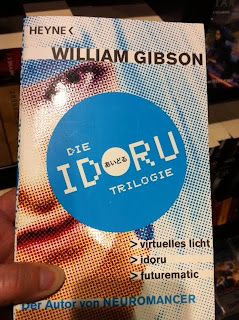 HEYNE<
WILLIAM GIBSON
DIE
IDORU
あいどる
TRILOGIE
> virtuelles licht
> idoru
> futurematic
Der Autor von NEUROMANCER